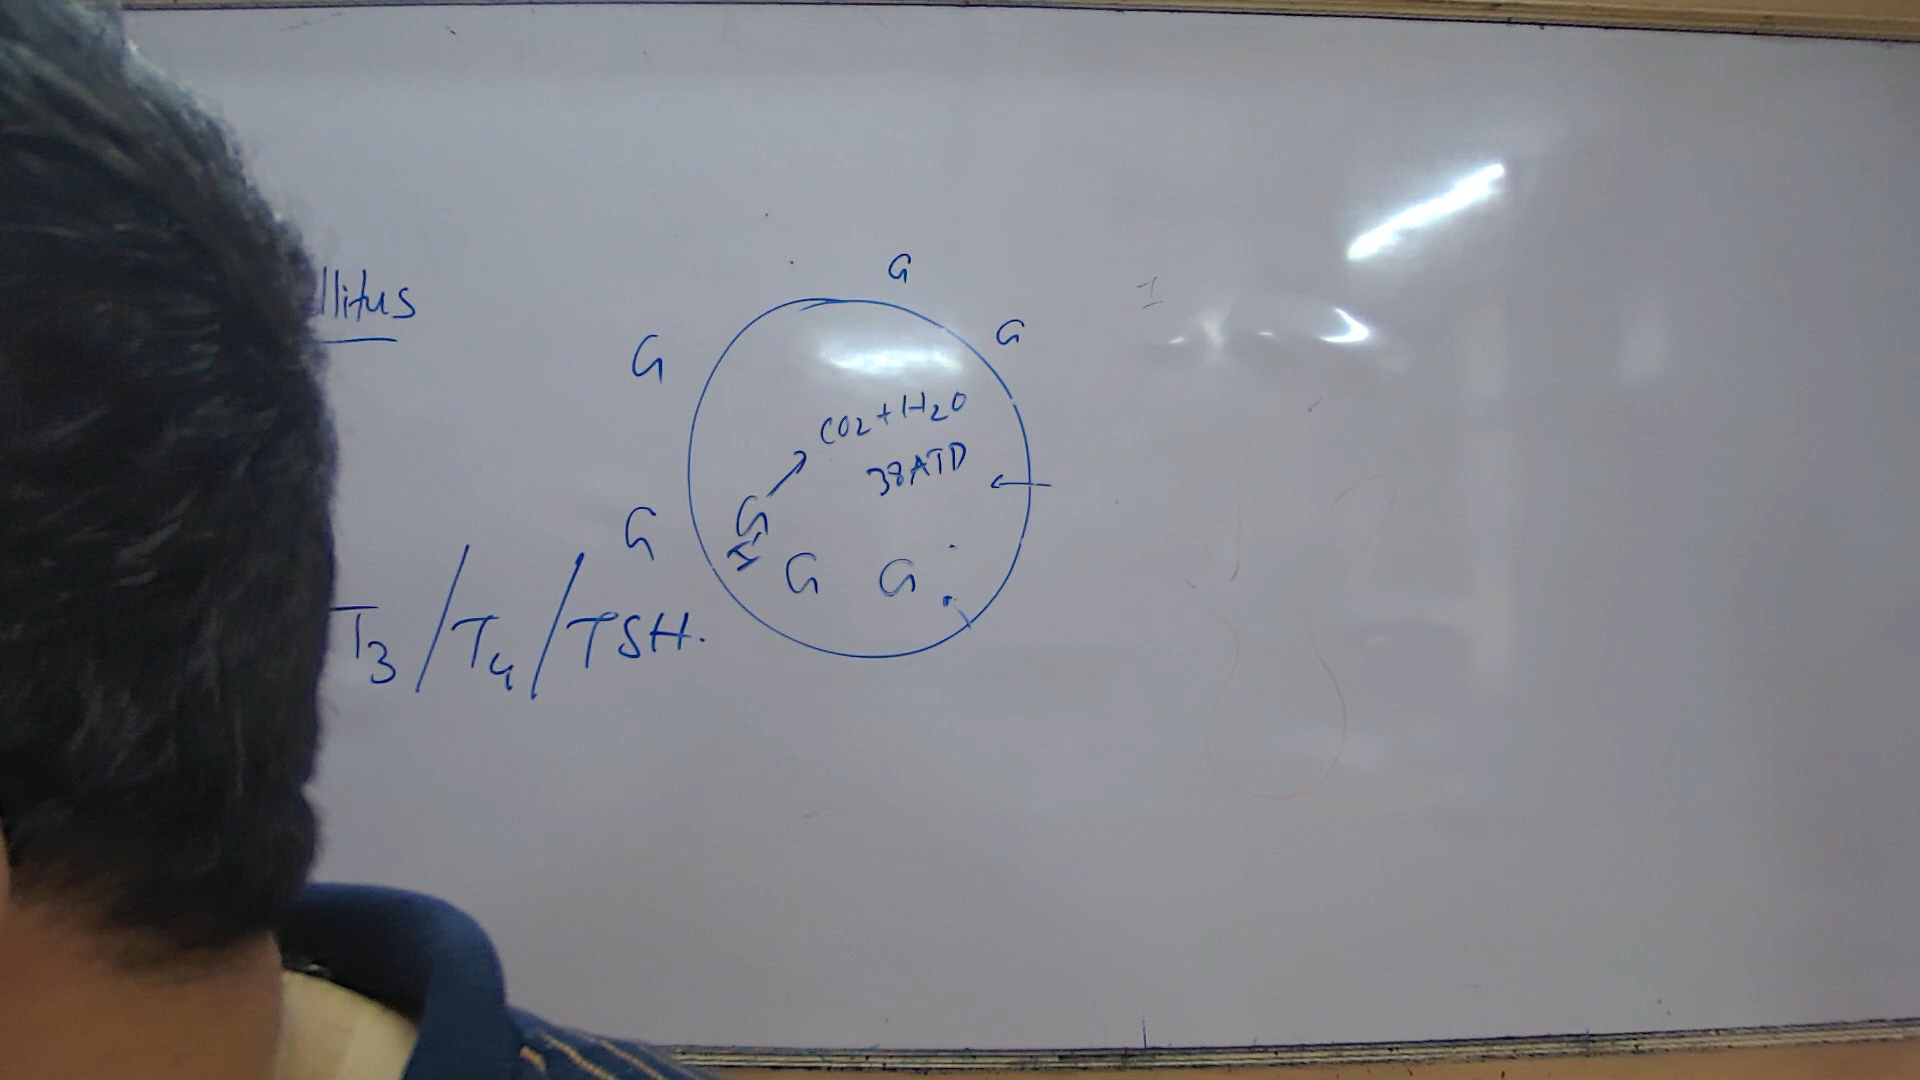 llitus
G
G
G
CO2+H2O
38ATP
G
G
G G
T3/T4/TSH.